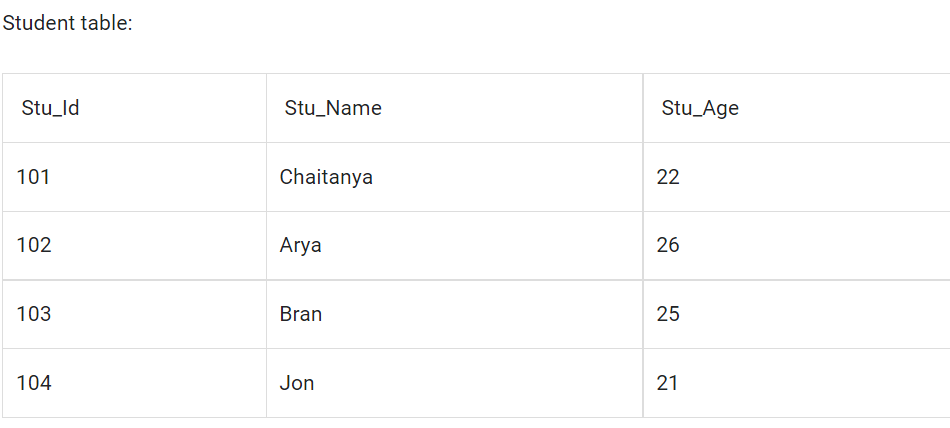 Student table:
Stu_Id Stu_Name Stu_Age
101 Chaitanya 22
102 Arya 26
103 Bran 25
104 Jon 21